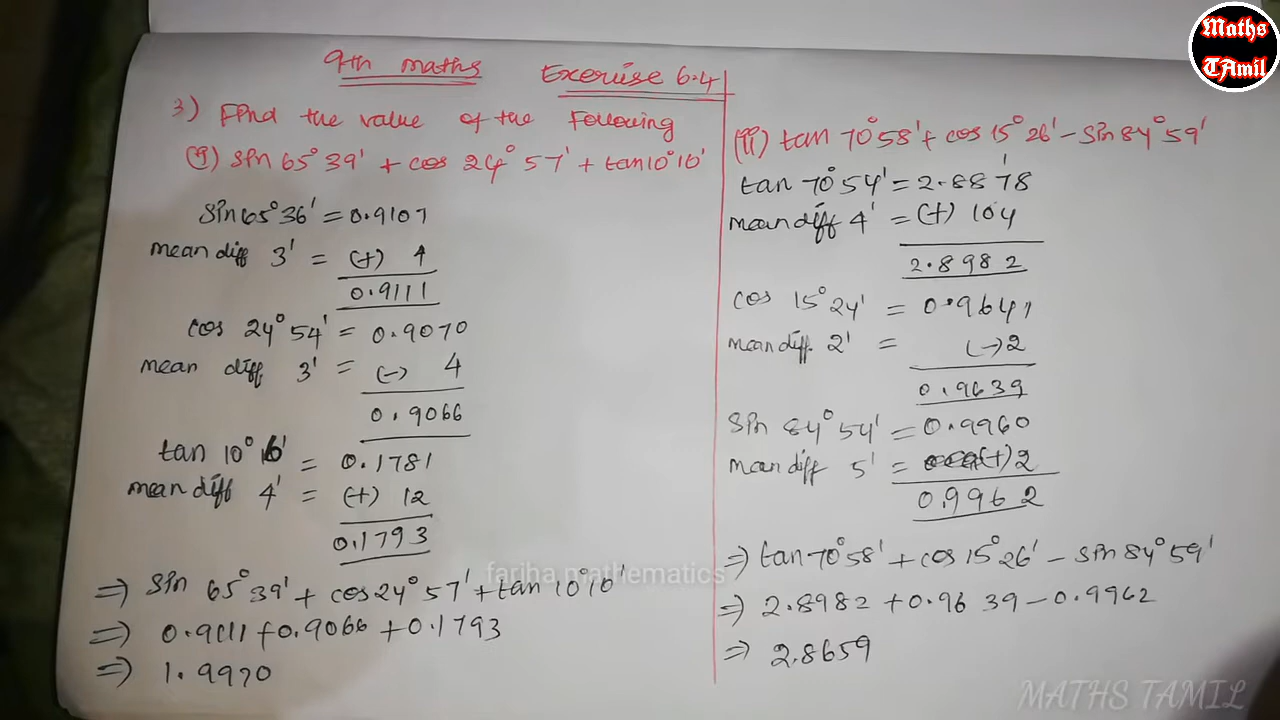 Maths
TAmil
9th maths Exercise 6.4
3) Find the value of the following
(i) sin 65° 39' + cos 24° 57' + tan 10° 10'
sin 65° 36' = 0.9107
mean diff 3' = (+) 4
0.9111
cos 24° 54' = 0.9070
mean diff 3' = (-) 4
0.9066
tan 10° 6' = 0.1781
mean diff 4' = (+) 12
0.1793
⇒ sin 65° 39' + cos 24° 57' + tan 10° 10'
⇒ 0.9111 + 0.9066 + 0.1793
⇒ 1.9970
(ii) tan 70° 58' + cos 15° 26' - sin 84° 59'
tan 70° 54' = 2.8878
mean diff 4' = (+) 104
2.8982
cos 15° 24' = 0.9641
mean diff. 2' = (-) 2
0.9639
sin 84° 54' = 0.9960
mean diff 5' = (+) 2
0.9962
⇒ tan 70° 58' + cos 15° 26' - sin 84° 59'
⇒ 2.8982 + 0.9639 - 0.9962
⇒ 2.8659
fariha mathematics
MATHS TAMIL